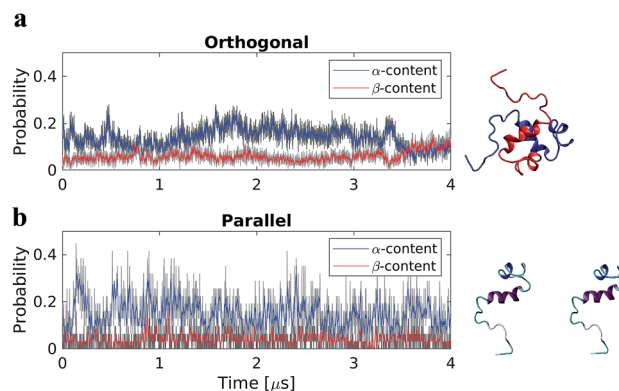 a
Orthogonal
Probability
0.4
0.2
0
α-content
β-content
0 1 2 3 4
b
Parallel
Probability
0.4
0.2
0
α-content
β-content
0 1 2 3 4
Time [μs]